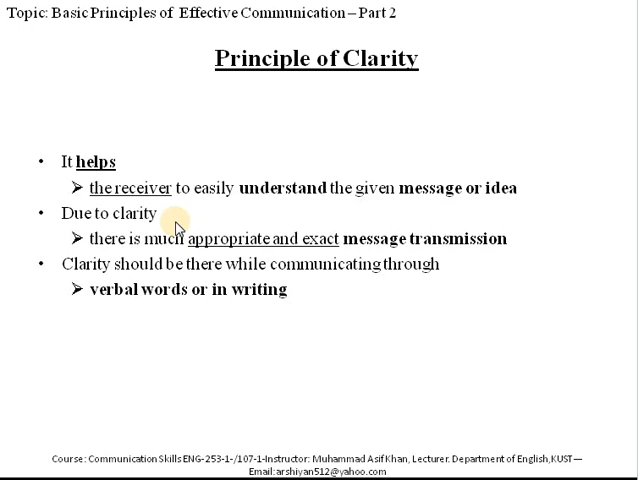 Topic: Basic Principles of Effective Communication – Part 2
Principle of Clarity
• It helps
➢ the receiver to easily understand the given message or idea
• Due to clarity
➢ there is much appropriate and exact message transmission
• Clarity should be there while communicating through
➢ verbal words or in writing
Course: Communication Skills ENG-253-1-/107-1-Instructor: Muhammad Asif Khan, Lecturer. Department of English,KUST—
Email:arshiyan512@yahoo.com